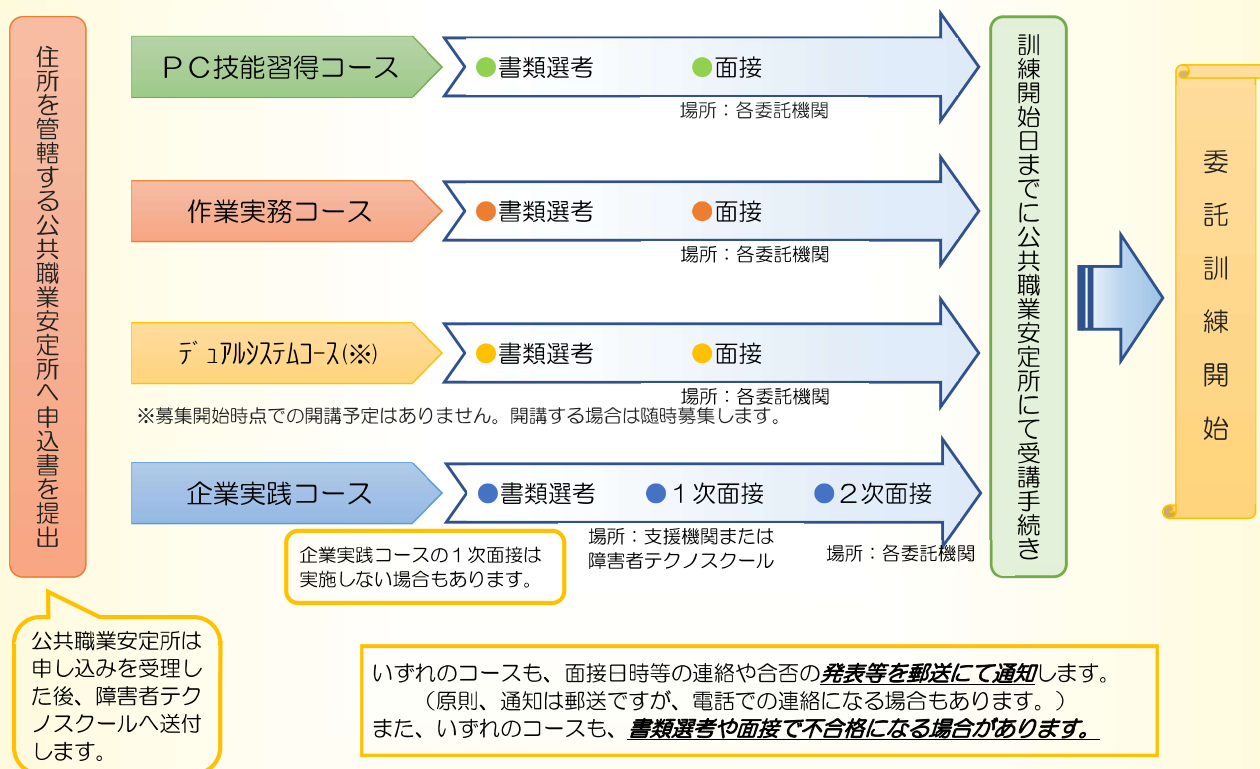 住所を管轄する公共職業安定所へ申込書を提出
PC技能習得コース
●書類選考
●面接
場所：各委託機関
作業実務コース
●書類選考
●面接
場所：各委託機関
ﾃﾞｭｱﾙｼｽﾃﾑコース(※)
●書類選考
●面接
場所：各委託機関
※募集開始時点での開講予定はありません。開講する場合は随時募集します。
企業実践コース
●書類選考
●１次面接
●２次面接
場所：支援機関または
障害者テクノスクール
場所：各委託機関
企業実践コースの１次面接は
実施しない場合もあります。
訓練開始日までに公共職業安定所にて受講手続き
委託訓練開始
公共職業安定所は
申し込みを受理し
た後、障害者テク
ノスクールへ送付
します。
いずれのコースも、面接日時等の連絡や合否の発表等を郵送にて通知します。
（原則、通知は郵送ですが、電話での連絡になる場合もあります。）
また、いずれのコースも、書類選考や面接で不合格になる場合があります。